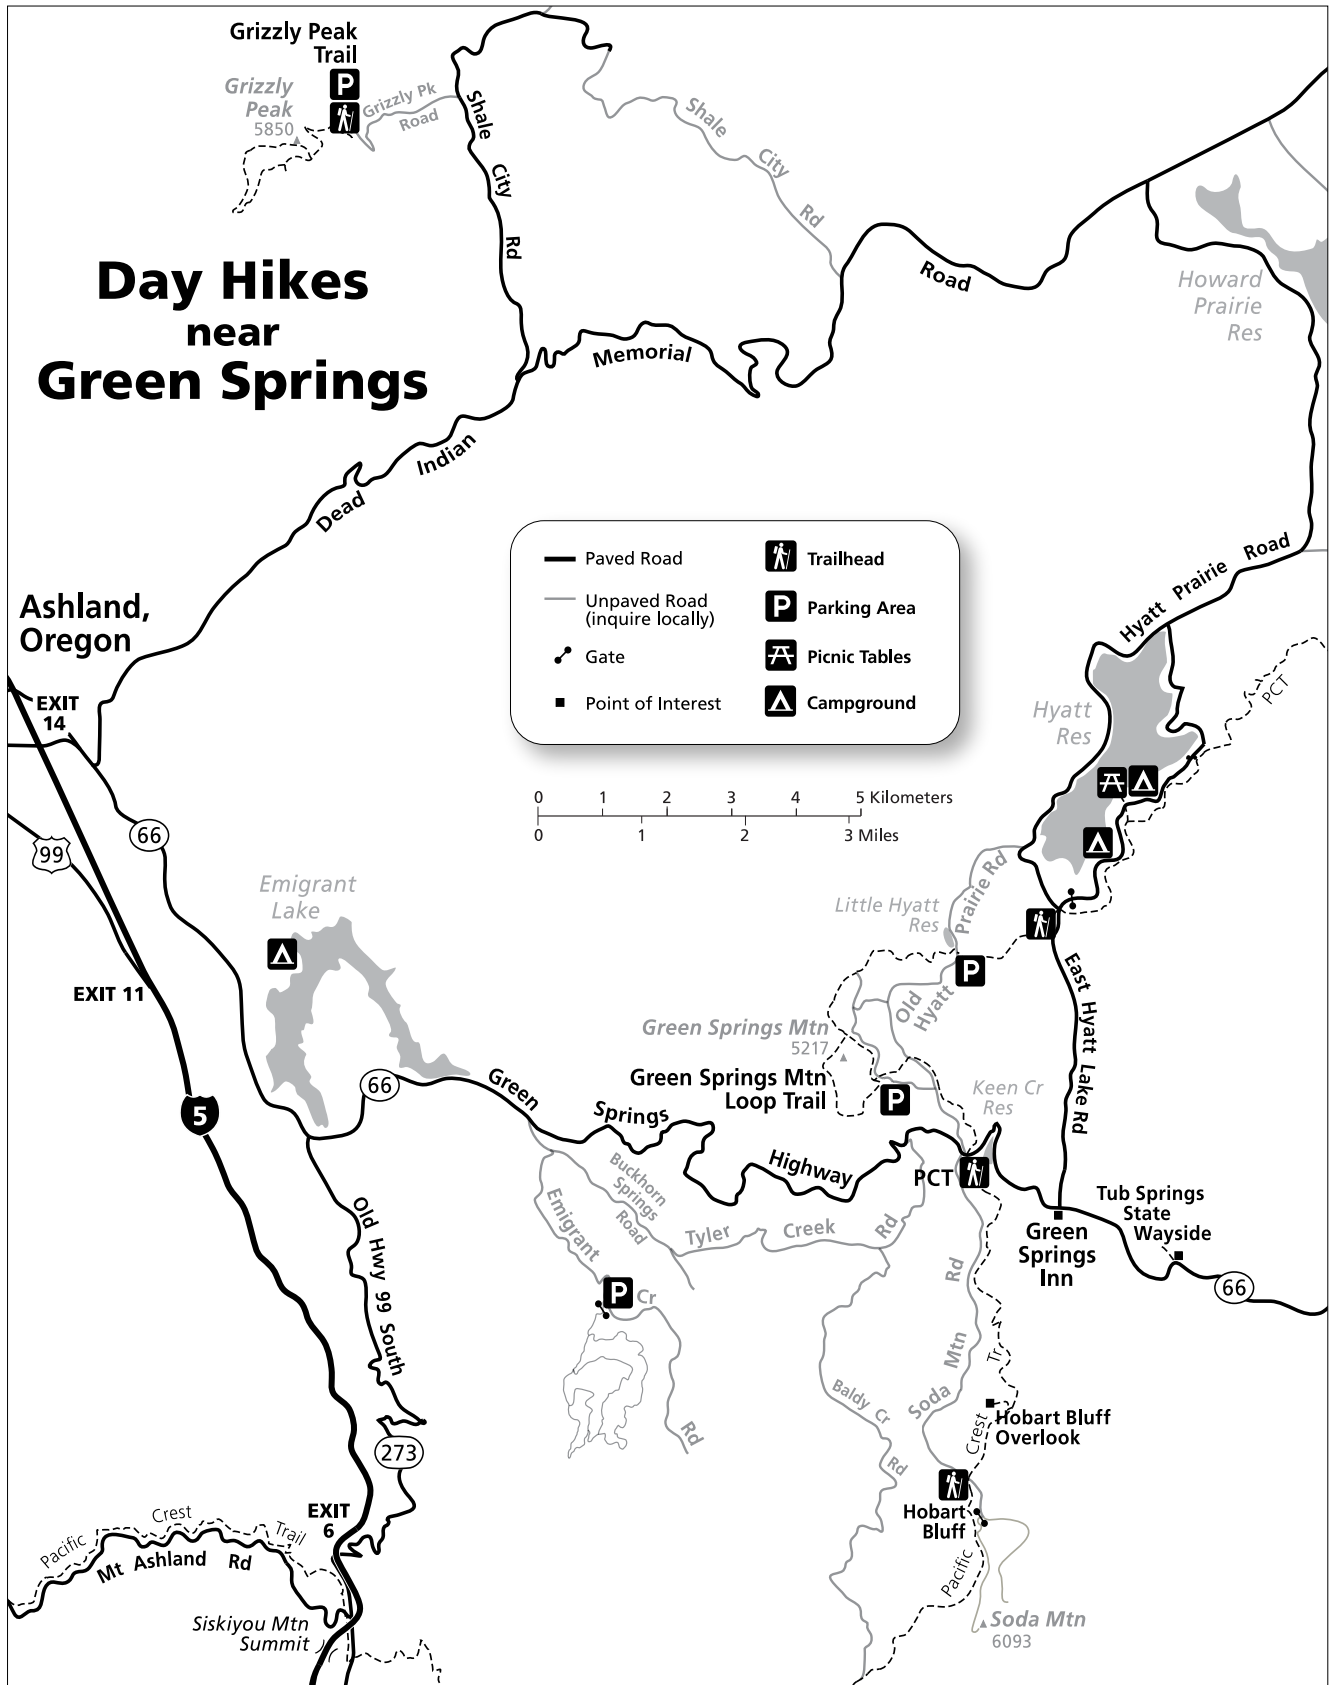 Grizzly Peak
Trail
P
Grizzly
Peak
5850
Grizzly Pk
Road
Shale
City
Rd
Shale
City
Rd
Day Hikes
near
Green Springs
Dead
Indian
Memorial
Road
Howard
Prairie
Res
Paved Road
Unpaved Road
(inquire locally)
Gate
Point of Interest
Trailhead
P
Parking Area
Picnic Tables
Campground
0
1
2
3
4
5 Kilometers
0
1
2
3 Miles
Hyatt
Prairie
Road
PCT
Hyatt
Res
Ashland,
Oregon
EXIT
14
66
99
EXIT 11
Emigrant
Lake
Little Hyatt
Res
Prairie Rd
P
Old
Hyatt
East Hyatt Lake Rd
Green Springs Mtn
5217
Green Springs Mtn
Loop Trail
P
Keen Cr
Res
5
66
Green
Springs
Highway
PCT
Green
Springs
Inn
Tub Springs
State
Wayside
66
Buckhorn
Springs
Road
Emigrant
Cr
Rd
P
Tyler
Creek
Rd
Old Hwy 99 South
273
EXIT
6
Baldy Cr
Rd
Soda
Mtn
Rd
Pacific
Crest
Tr
Hobart Bluff
Overlook
Hobart
Bluff
Soda Mtn
6093
Pacific
Crest
Trail
Mt Ashland Rd
Siskiyou Mtn
Summit